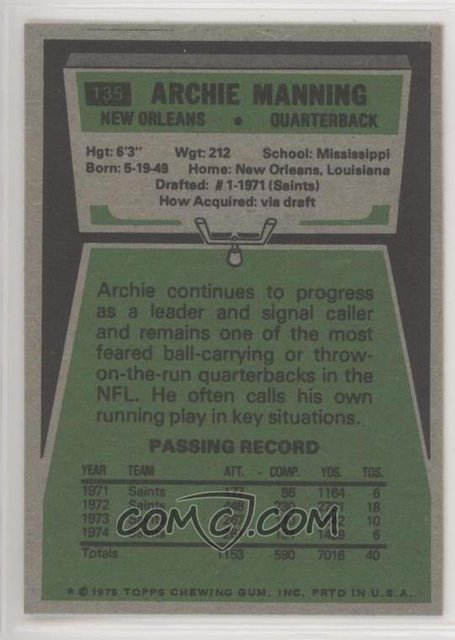 135 ARCHIE MANNING
NEW ORLEANS • QUARTERBACK
Hgt: 6'3" Wgt: 212 School: Mississippi
Born: 5-19-49 Home: New Orleans, Louisiana
Drafted: #1-1971 (Saints)
How Acquired: via draft
Archie continues to progress
as a leader and signal caller
and remains one of the most
feared ball-carrying or throw-
on-the-run quarterbacks in the
NFL. He often calls his own
running play in key situations.
PASSING RECORD
YEAR TEAM ATT. - COMP. YDS. TDS.
1971 Saints 177 86 1164 6
1972 Saints 448 230 18
1973 Saints 10
1974 Saints 6
COMC.COM
Totals 1153 590 7016 40
* © 1975 TOPPS CHEWING GUM, INC. PRTD IN U.S.A.